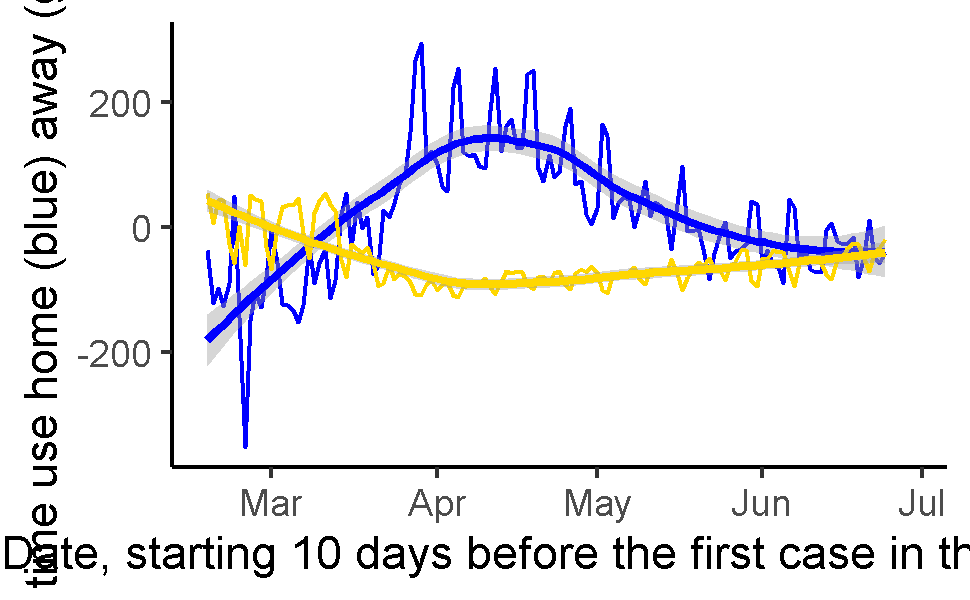 time use home (blue) away (
200
0
-200
Mar Apr May Jun Jul
Date, starting 10 days before the first case in th